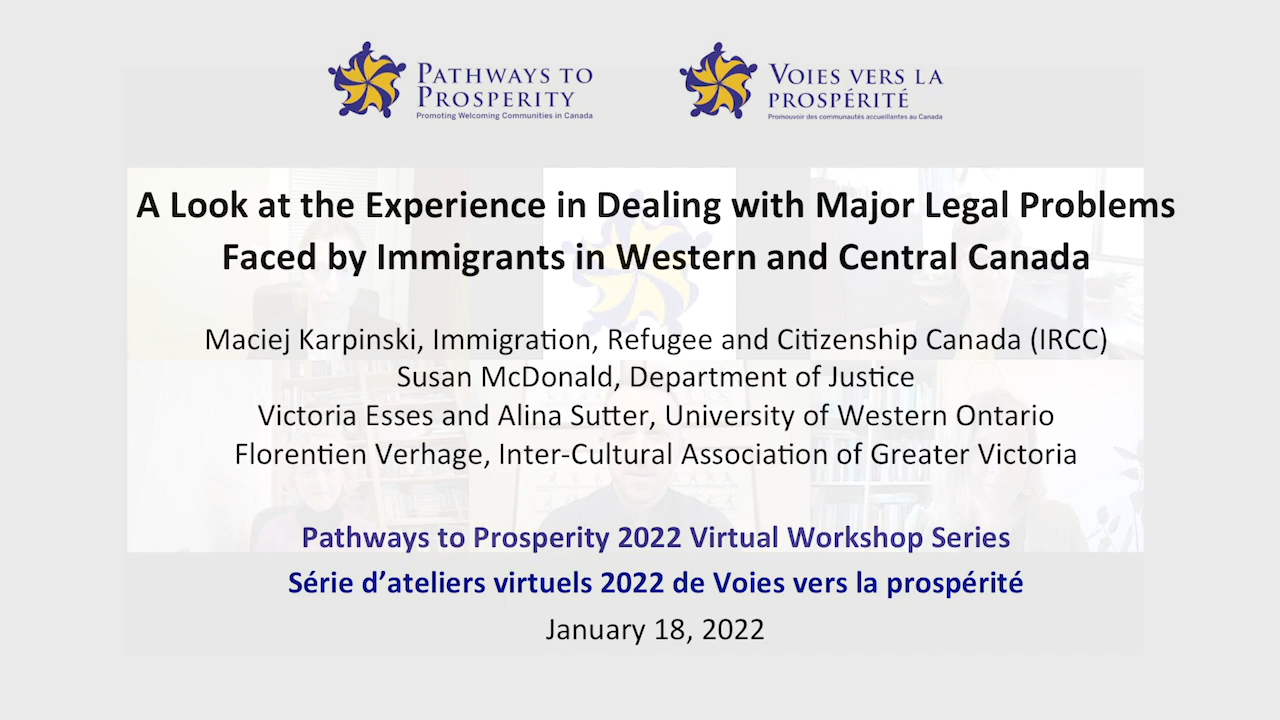 PATHWAYS TO
PROSPERITY
Promoting Welcoming Communities in Canada
VOIES VERS LA
PROSPÉRITÉ
Promouvoir des communautés accueillantes au Canada
A Look at the Experience in Dealing with Major Legal Problems
Faced by Immigrants in Western and Central Canada
Maciej Karpinski, Immigration, Refugee and Citizenship Canada (IRCC)
Susan McDonald, Department of Justice
Victoria Esses and Alina Sutter, University of Western Ontario
Florentien Verhage, Inter-Cultural Association of Greater Victoria
Pathways to Prosperity 2022 Virtual Workshop Series
Série d’ateliers virtuels 2022 de Voies vers la prospérité
January 18, 2022